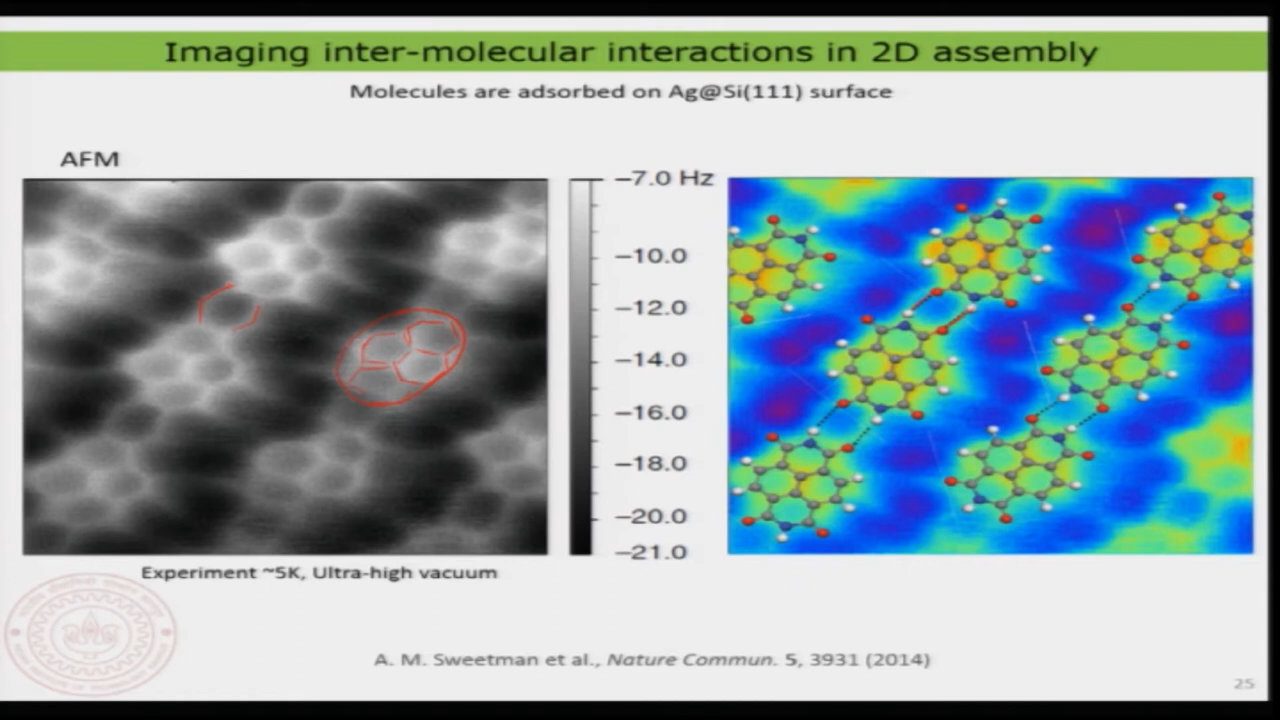 Imaging inter-molecular interactions in 2D assembly
Molecules are adsorbed on Ag@Si(111) surface
AFM
−7.0 Hz
−10.0
−12.0
−14.0
−16.0
−18.0
−20.0
−21.0
Experiment ~5K, Ultra-high vacuum
A. M. Sweetman et al., Nature Commun. 5, 3931 (2014)
25